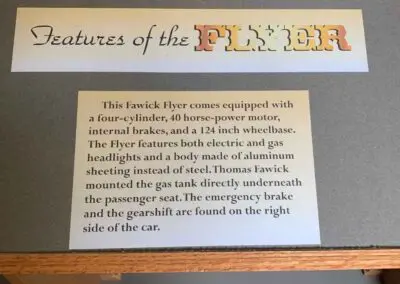 Features of the FLYER
This Fawick Flyer comes equipped with
a four-cylinder, 40 horse-power motor,
internal brakes, and a 124 inch wheelbase.
The Flyer features both electric and gas
headlights and a body made of aluminum
sheeting instead of steel. Thomas Fawick
mounted the gas tank directly underneath
the passenger seat. The emergency brake
and the gearshift are found on the right
side of the car.